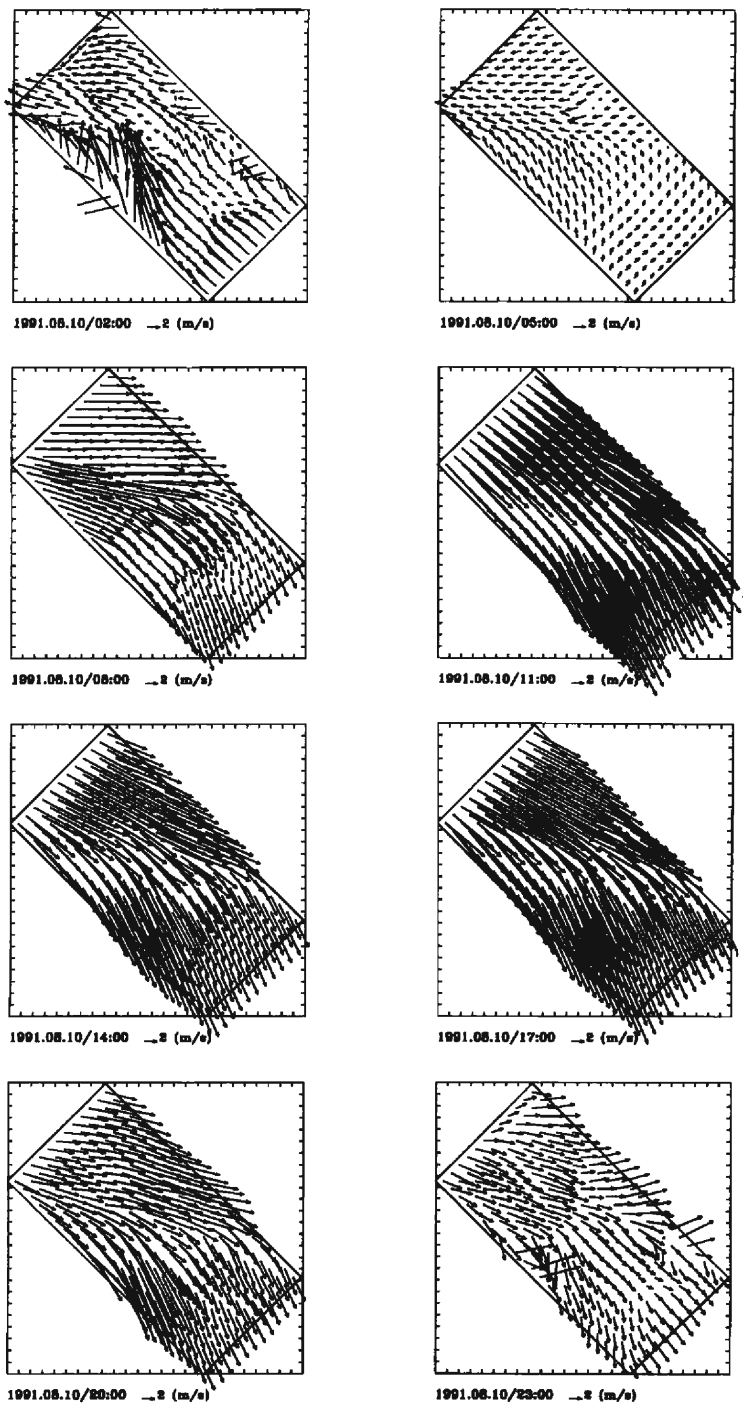 1991.08.10/02:00 →2 (m/s)
1991.08.10/05:00 →2 (m/s)
1991.08.10/08:00 →2 (m/s)
1991.08.10/11:00 →2 (m/s)
1991.08.10/14:00 →2 (m/s)
1991.08.10/17:00 →2 (m/s)
1991.08.10/20:00 →2 (m/s)
1991.08.10/23:00 →2 (m/s)